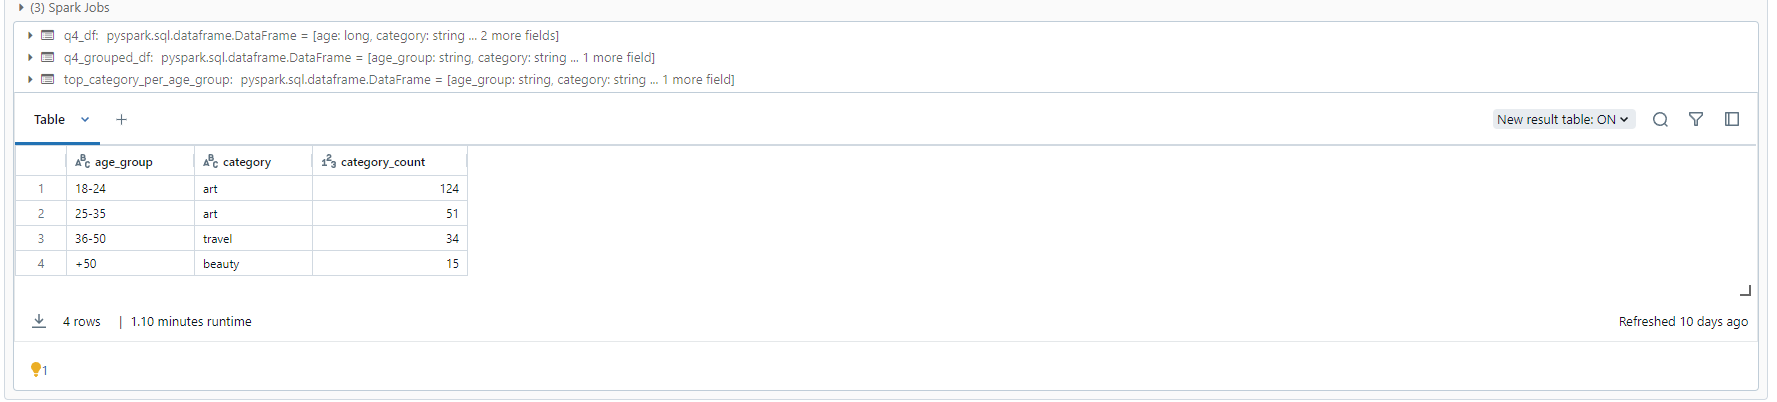 (3) Spark Jobs
q4_df: pyspark.sql.dataframe.DataFrame = [age: long, category: string ... 2 more fields]
q4_grouped_df: pyspark.sql.dataframe.DataFrame = [age_group: string, category: string ... 1 more field]
top_category_per_age_group: pyspark.sql.dataframe.DataFrame = [age_group: string, category: string ... 1 more field]
Table + New result table: ON
age_group category category_count
1 18-24 art 124
2 25-35 art 51
3 36-50 travel 34
4 +50 beauty 15
4 rows | 1.10 minutes runtime Refreshed 10 days ago
1